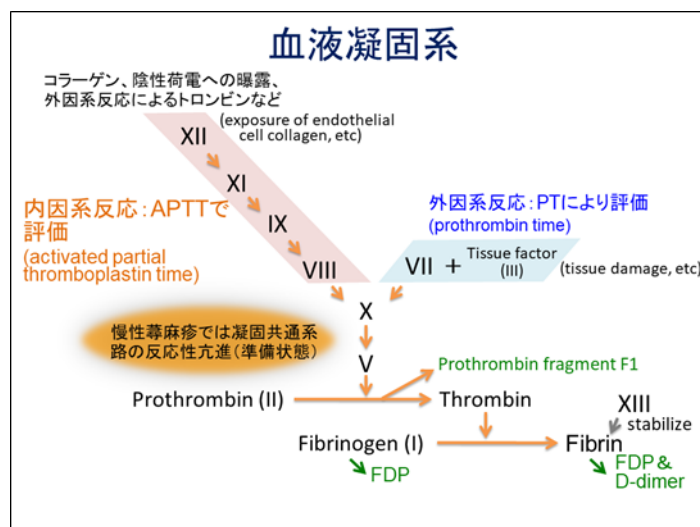 血液凝固系
コラーゲン、陰性荷電への曝露、
外因系反応によるトロンビンなど
(exposure of endothelial
cell collagen, etc)
XII
XI
IX
VIII
内因系反応：APTTで
評価
(activated partial
thromboplastin time)
外因系反応：PTにより評価
(prothrombin time)
VII + Tissue factor
(III)
(tissue damage, etc)
X
慢性蕁麻疹では凝固共通系
路の反応性亢進(準備状態)
V
Prothrombin fragment F1
Prothrombin (II)
Thrombin
XIII
stabilize
Fibrinogen (I)
Fibrin
FDP
FDP &
D-dimer